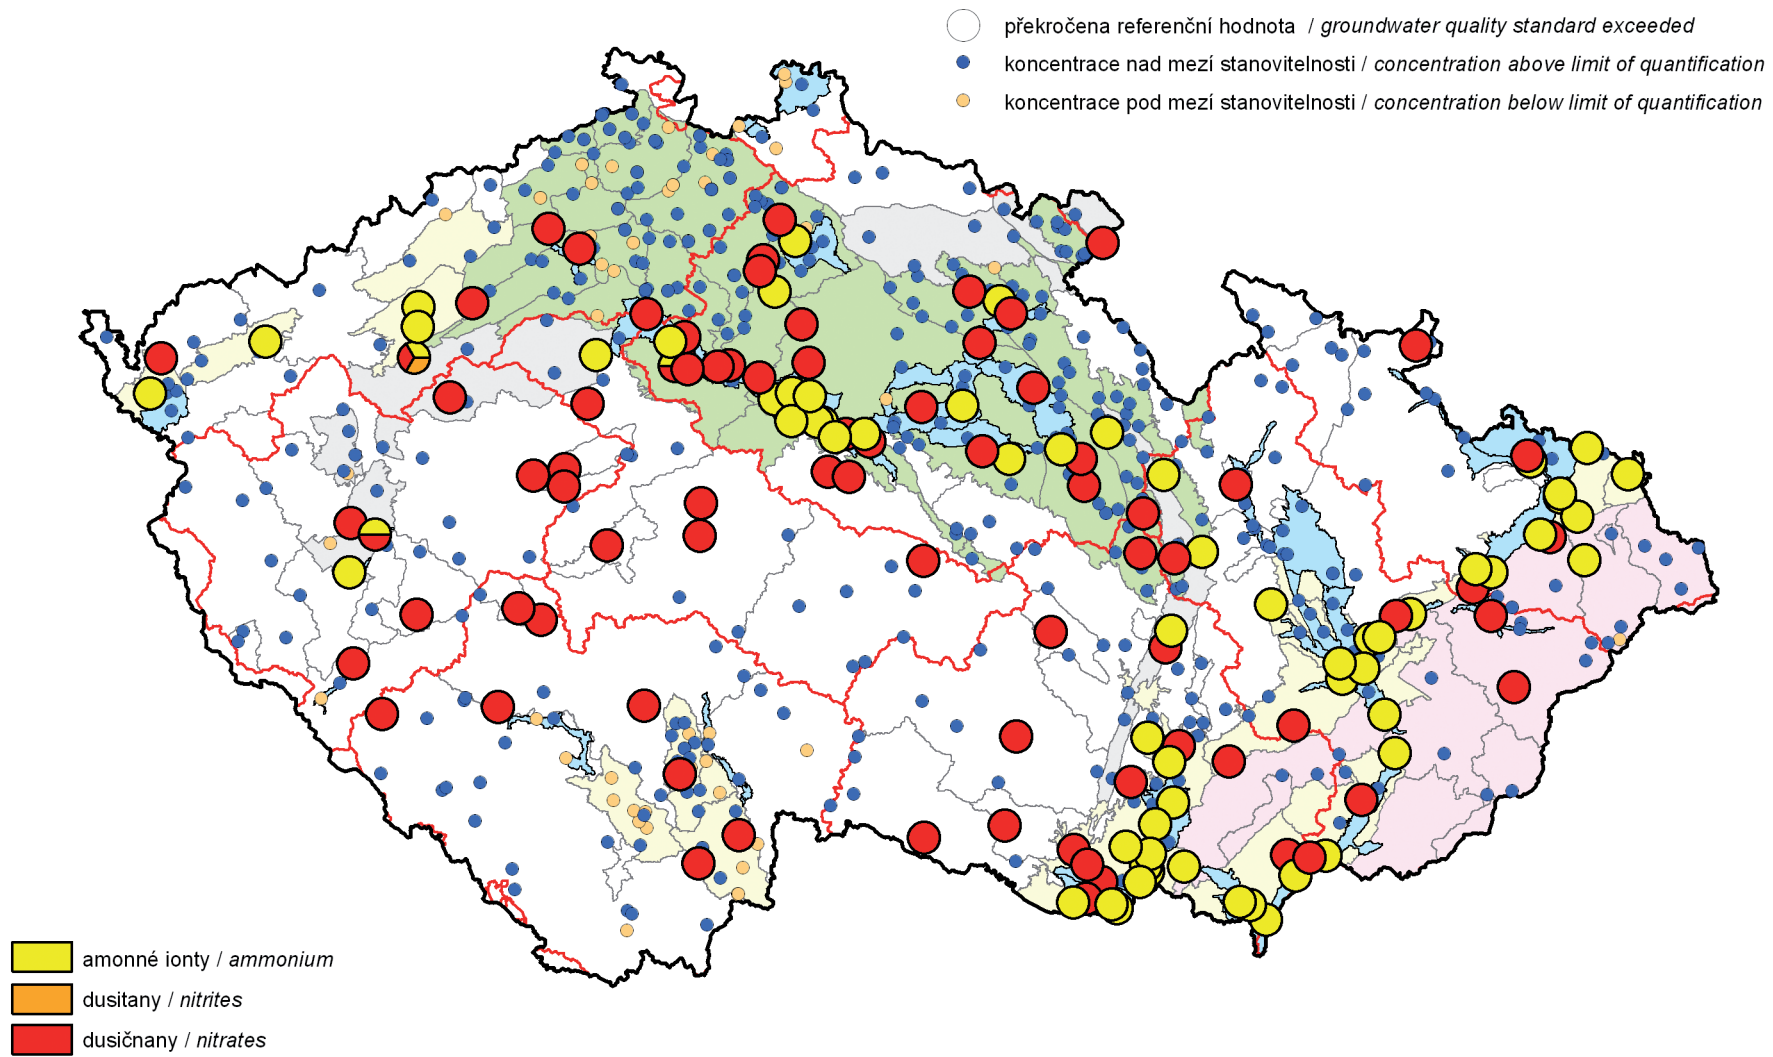 překročena referenční hodnota / groundwater quality standard exceeded
koncentrace nad mezí stanovitelnosti / concentration above limit of quantification
koncentrace pod mezí stanovitelnosti / concentration below limit of quantification
amonné ionty / ammonium
dusitany / nitrites
dusičnany / nitrates